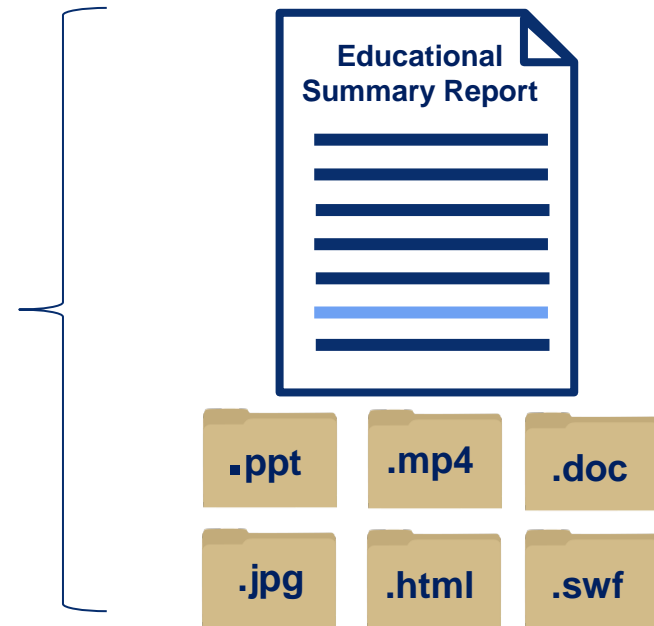 Educational
Summary Report
.ppt
.mp4
.doc
.jpg
.html
.swf